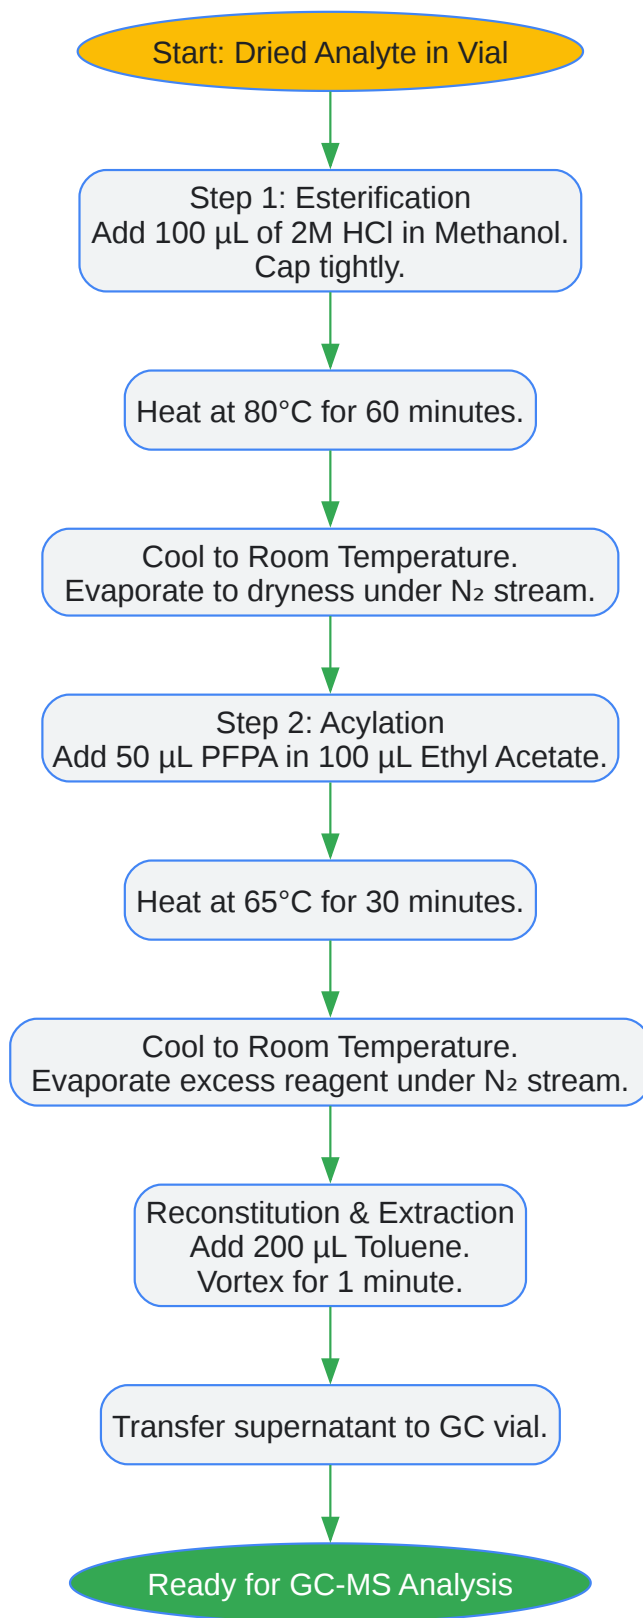 Start: Dried Analyte in Vial
Step 1: Esterification
Add 100 µL of 2M HCl in Methanol.
Cap tightly.
Heat at 80°C for 60 minutes.
Cool to Room Temperature.
Evaporate to dryness under N₂ stream.
Step 2: Acylation
Add 50 µL PFPA in 100 µL Ethyl Acetate.
Heat at 65°C for 30 minutes.
Cool to Room Temperature.
Evaporate excess reagent under N₂ stream.
Reconstitution & Extraction
Add 200 µL Toluene.
Vortex for 1 minute.
Transfer supernatant to GC vial.
Ready for GC-MS Analysis